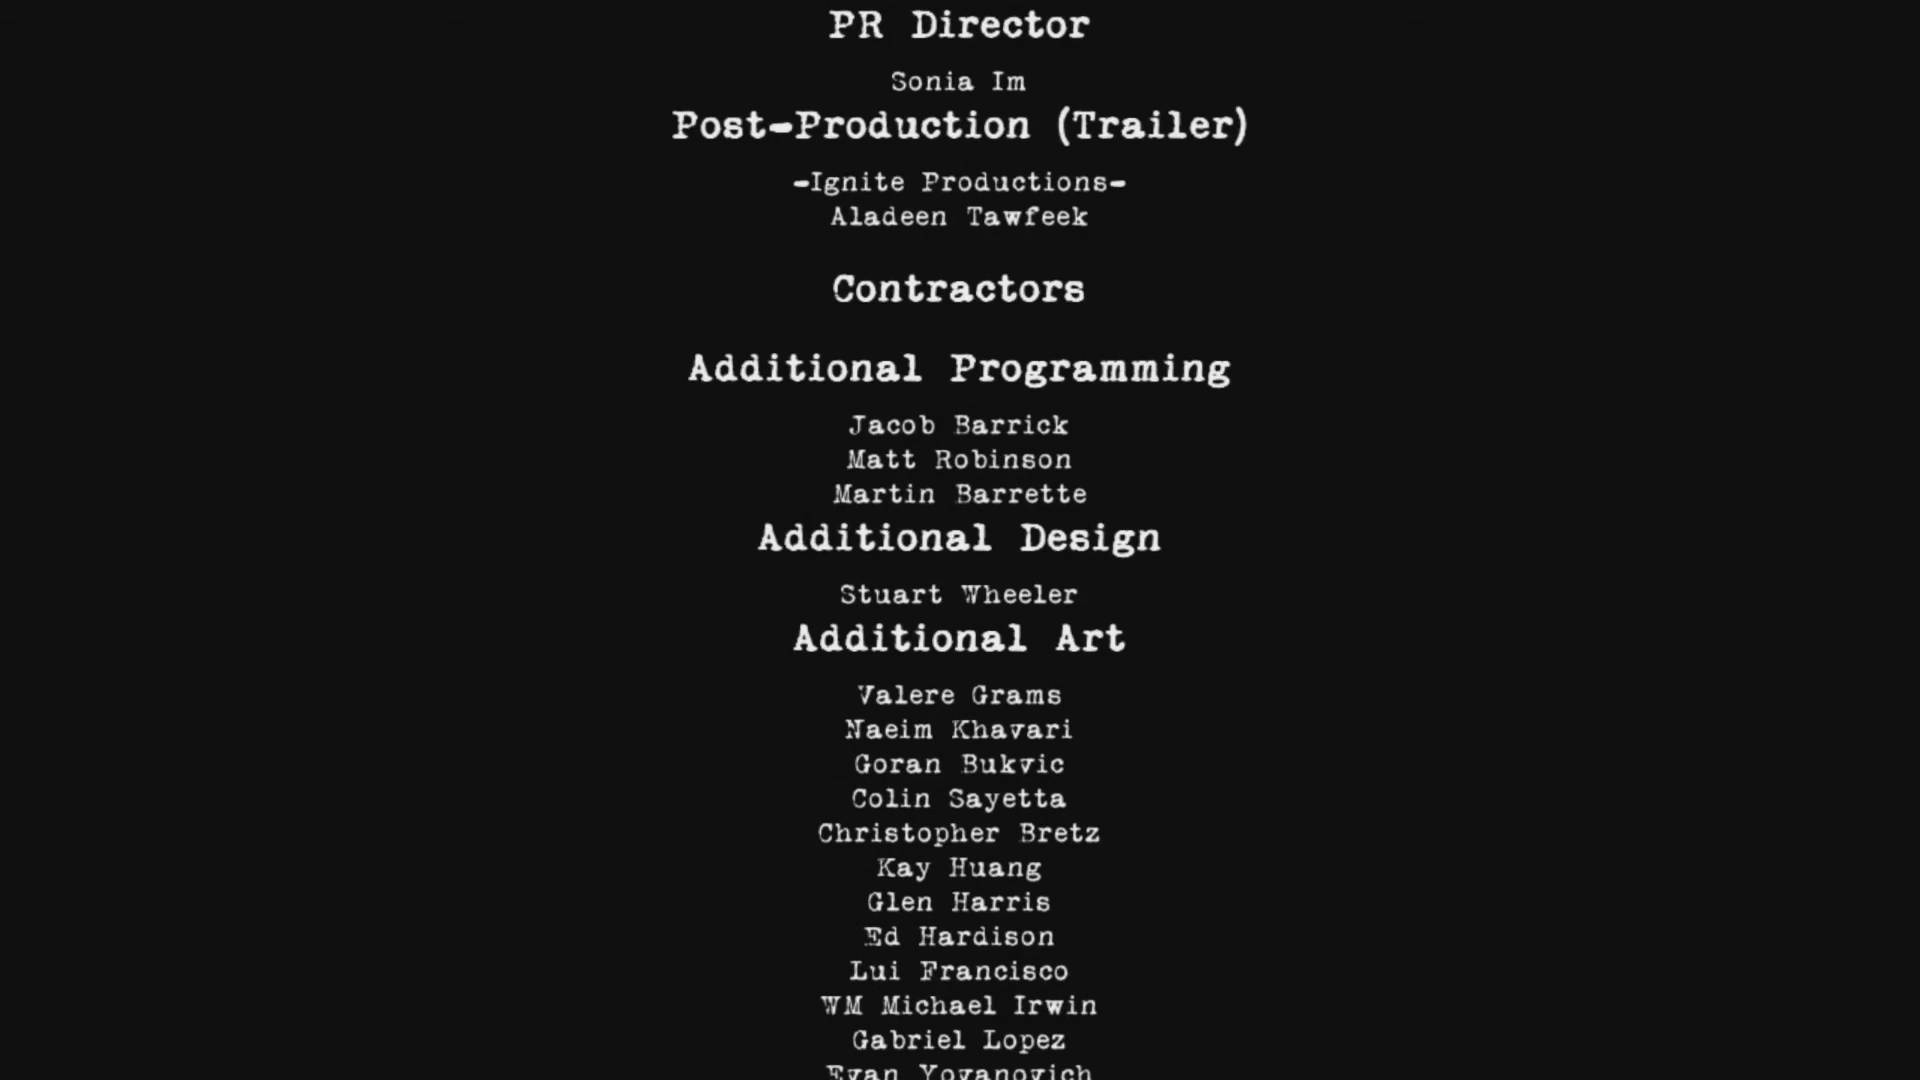 PR Director
Sonia Im
Post-Production (Trailer)
-Ignite Productions-
Aladeen Tawfeek
Contractors
Additional Programming
Jacob Barrick
Matt Robinson
Martin Barrette
Additional Design
Stuart Wheeler
Additional Art
Valere Grams
Naeim Khavari
Goran Bukvic
Colin Sayetta
Christopher Bretz
Kay Huang
Glen Harris
Ed Hardison
Lui Francisco
WM Michael Irwin
Gabriel Lopez
Evan Yovanovich